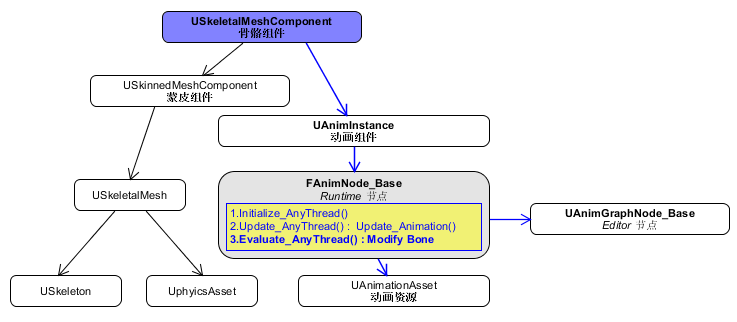 USkeletalMeshComponent
骨骼组件
USkinnedMeshComponent
蒙皮组件
UAnimInstance
动画组件
USkeletalMesh
FAnimNode_Base
Runtime 节点
1.Initialize_AnyThread()
2.Update_AnyThread() : Update_Animation()
3.Evaluate_AnyThread() : Modify Bone
UAnimGraphNode_Base
Editor 节点
USkeleton
UphyicsAsset
UAnimationAsset
动画资源